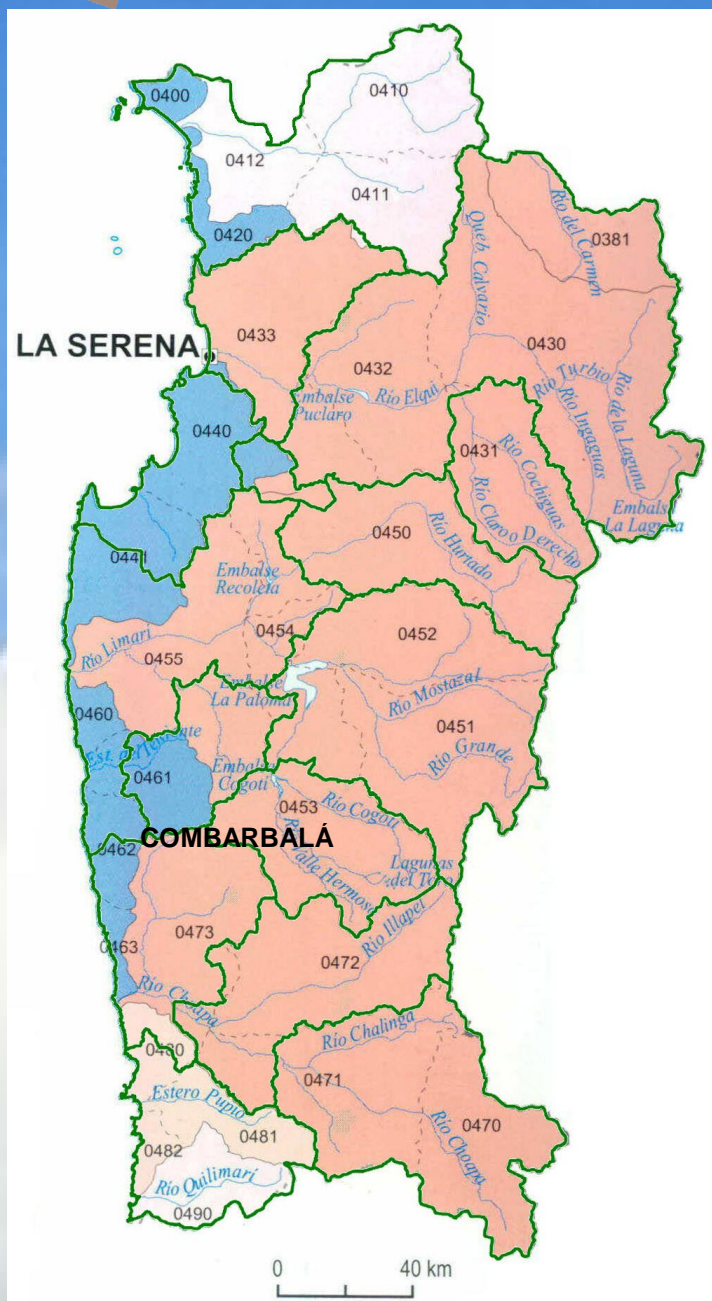 0400
0410
0412
0411
0420
Río del Carmen
0381
Queb. Calvario
LA SERENA
0433
0430
0432
Río Turbio
Embalse
Puclaro
Río Elqui
Río Ingaguas
Río de la Laguna
0440
0431
Río Cochiguas
Río Claro o Derecho
Embalse
La Laguna
0450
Río Hurtado
0441
Embalse
Recoleta
0454
0452
Río Limarí
0455
Embalse
La Paloma
Río Mostazal
0460
0451
Río Grande
0461
Embalse
Cogotí
0453
Río Cogotí
COMBARBALÁ
0462
Valle Hermoso
Lagunas
del Toro
0463
0473
Río Illapel
0472
Río Choapa
0480
Río Chalinga
0471
Estero Pupío
0481
0470
0482
Río Choapa
Río Quilimarí
0490
0 40 km